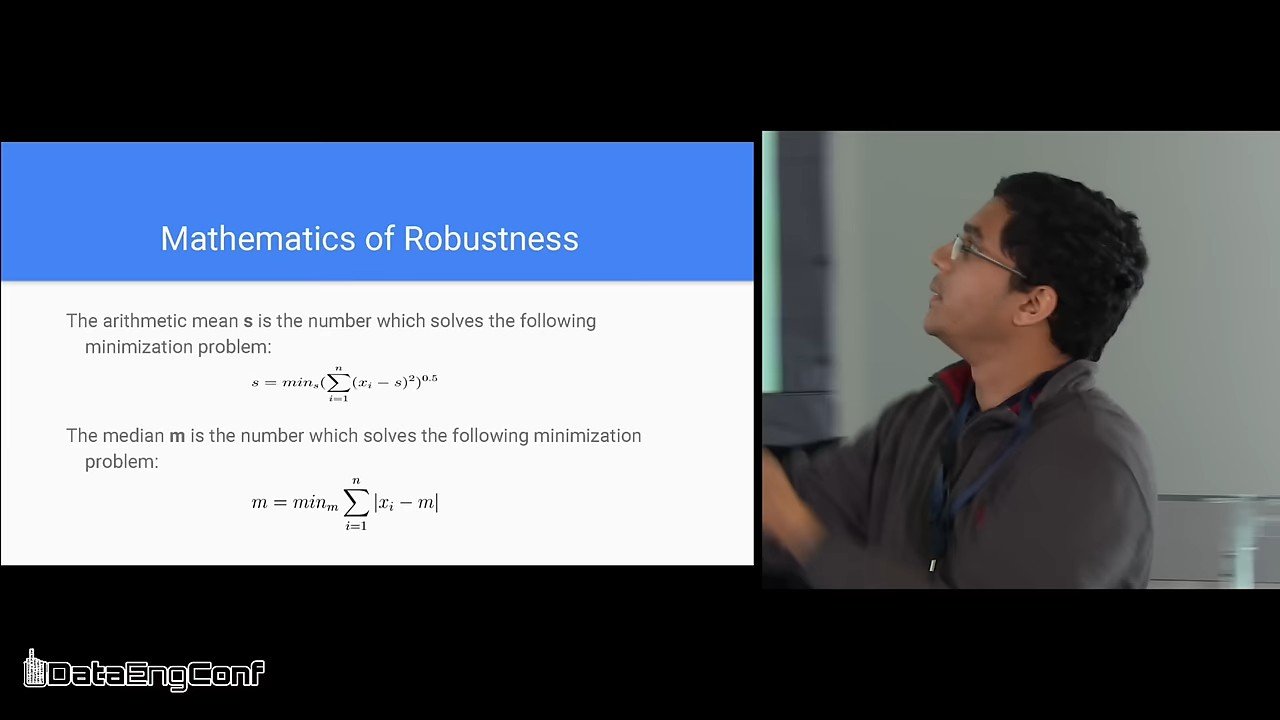 Mathematics of Robustness
The arithmetic mean s is the number which solves the following
minimization problem:
s = min_s(∑_{i=1}^{n}(x_i − s)^2)^{0.5}
The median m is the number which solves the following minimization
problem:
m = min_m ∑_{i=1}^{n} |x_i − m|
DataEngConf